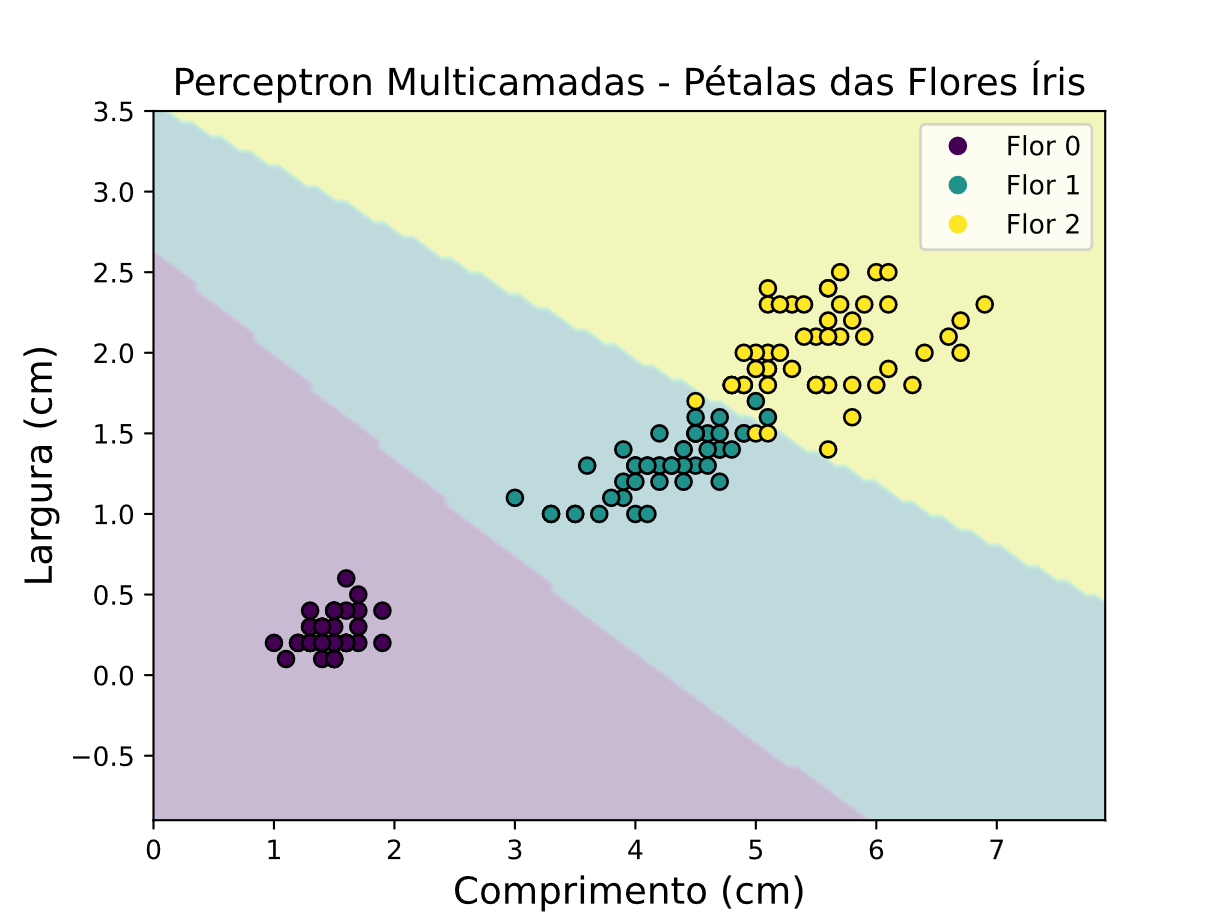 Perceptron Multicamadas - Pétalas das Flores Íris
3.5
3.0
2.5
2.0
1.5
1.0
0.5
0.0
−0.5
Largura (cm)
Flor 0
Flor 1
Flor 2
0 1 2 3 4 5 6 7
Comprimento (cm)